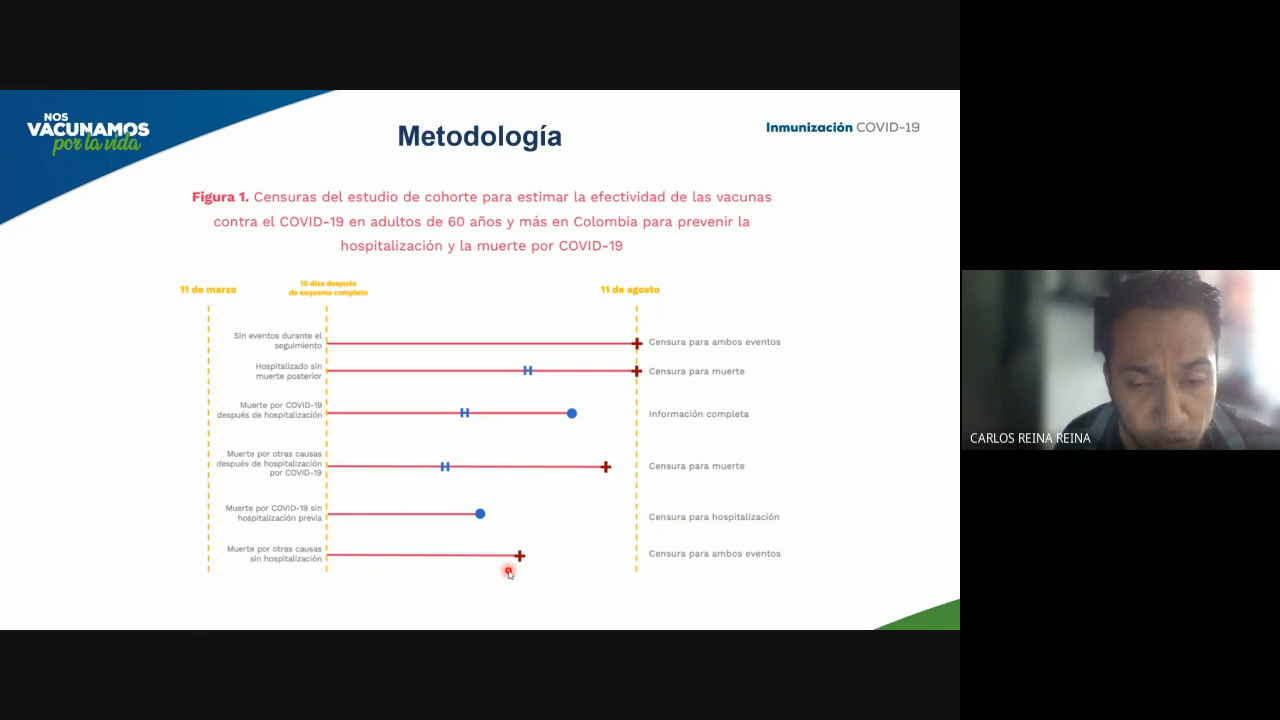 NOS
VACUNAMOS
por la vida
Metodología
Inmunización COVID-19
Figura 1. Censuras del estudio de cohorte para estimar la efectividad de las vacunas
contra el COVID-19 en adultos de 60 años y más en Colombia para prevenir la
hospitalización y la muerte por COVID-19
11 de marzo
15 días después
de esquema completo
11 de agosto
Sin eventos durante el
seguimiento
Censura para ambos eventos
Hospitalizado sin
muerte posterior
H
Censura para muerte
Muerte por COVID-19
después de hospitalización
H
Información completa
Muerte por otras causas
después de hospitalización
por COVID-19
H
Censura para muerte
Muerte por COVID-19 sin
hospitalización previa
Censura para hospitalización
Muerte por otras causas
sin hospitalización
Censura para ambos eventos
CARLOS REINA REINA